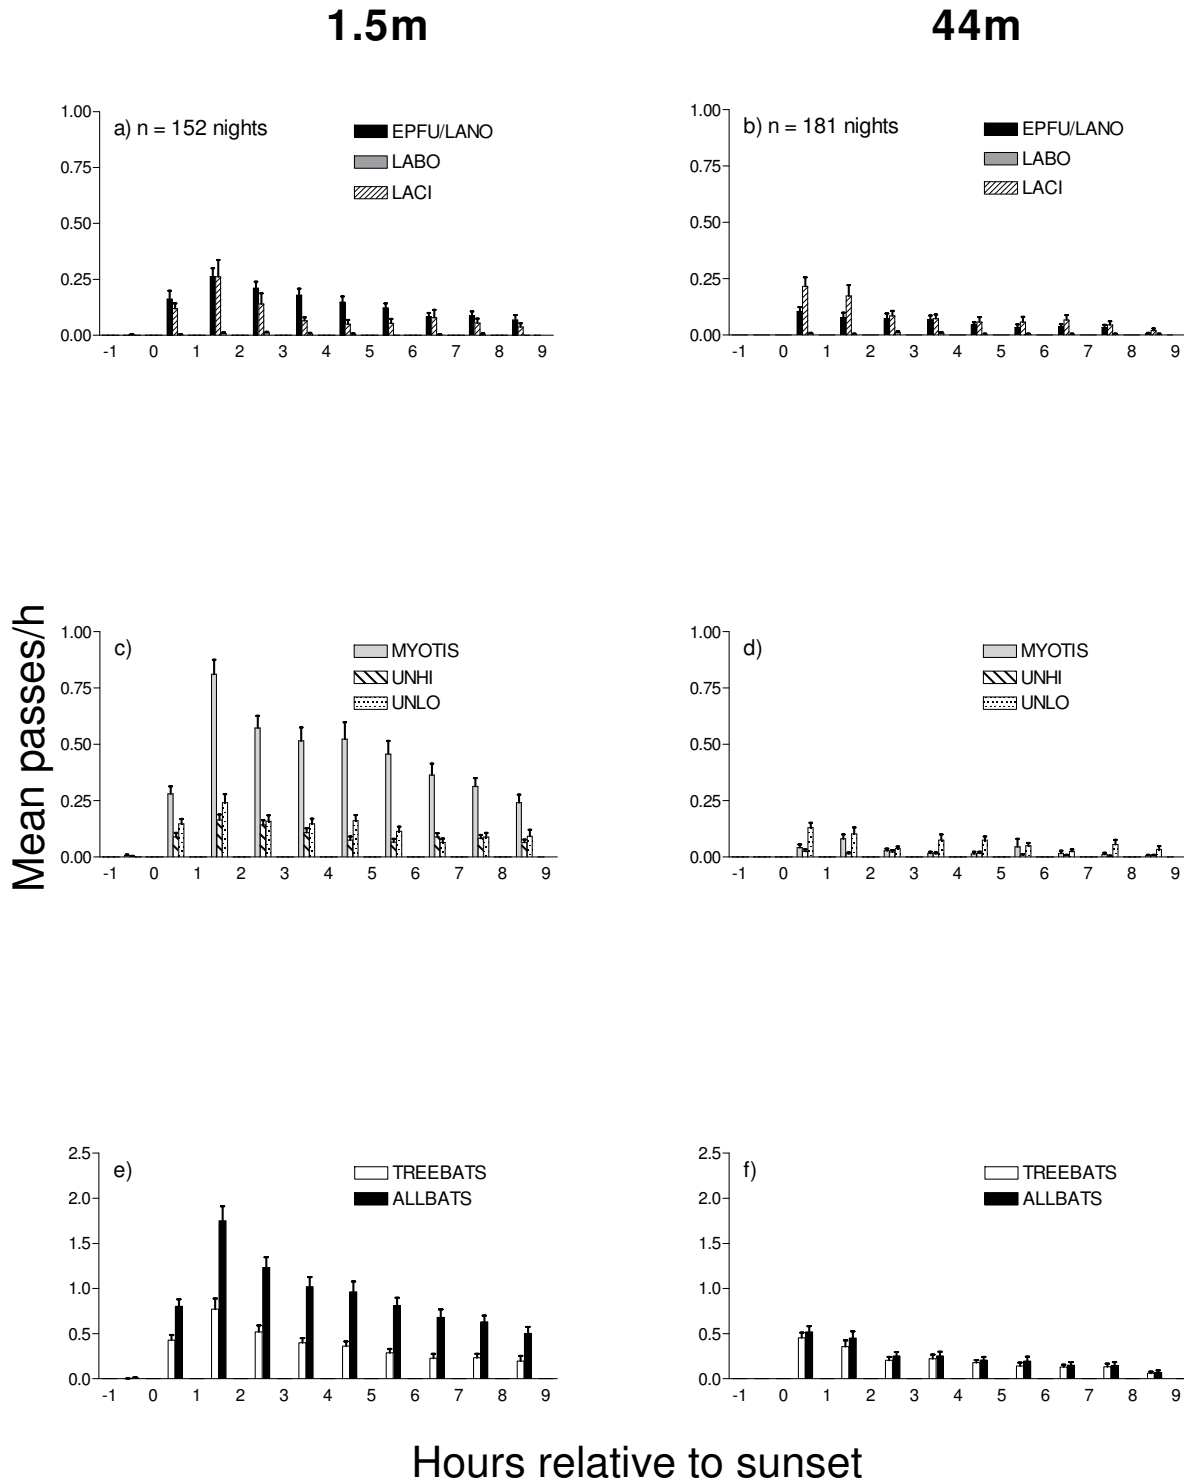 1.5m
44m
1.00
0.75
0.50
0.25
0.00
a) n = 152 nights
EPFU/LANO
LABO
LACI
-1 0 1 2 3 4 5 6 7 8 9
1.00
0.75
0.50
0.25
0.00
b) n = 181 nights
EPFU/LANO
LABO
LACI
-1 0 1 2 3 4 5 6 7 8 9
Mean passes/h
1.00
0.75
0.50
0.25
0.00
c)
MYOTIS
UNHI
UNLO
-1 0 1 2 3 4 5 6 7 8 9
1.00
0.75
0.50
0.25
0.00
d)
MYOTIS
UNHI
UNLO
-1 0 1 2 3 4 5 6 7 8 9
2.5
2.0
1.5
1.0
0.5
0.0
e)
TREEBATS
ALLBATS
-1 0 1 2 3 4 5 6 7 8 9
2.5
2.0
1.5
1.0
0.5
0.0
f)
TREEBATS
ALLBATS
-1 0 1 2 3 4 5 6 7 8 9
Hours relative to sunset